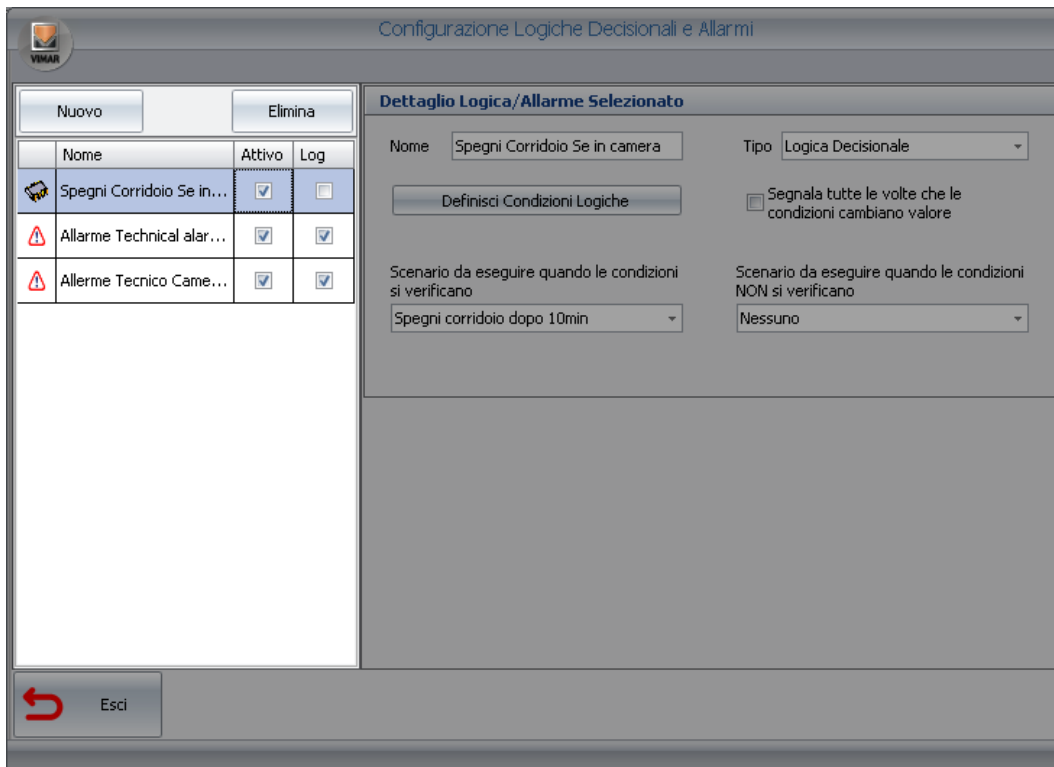 Configurazione Logiche Decisionali e Allarmi
VIMAR
Nuovo
Elimina
Nome Attivo Log
Spegni Corridoio Se in...
Allarme Technical alar...
Allerme Tecnico Came...
Dettaglio Logica/Allarme Selezionato
Nome Spegni Corridoio Se in camera Tipo Logica Decisionale
Definisci Condizioni Logiche
Segnala tutte le volte che le
condizioni cambiano valore
Scenario da eseguire quando le condizioni
si verificano
Spegni corridoio dopo 10min
Scenario da eseguire quando le condizioni
NON si verificano
Nessuno
Esci